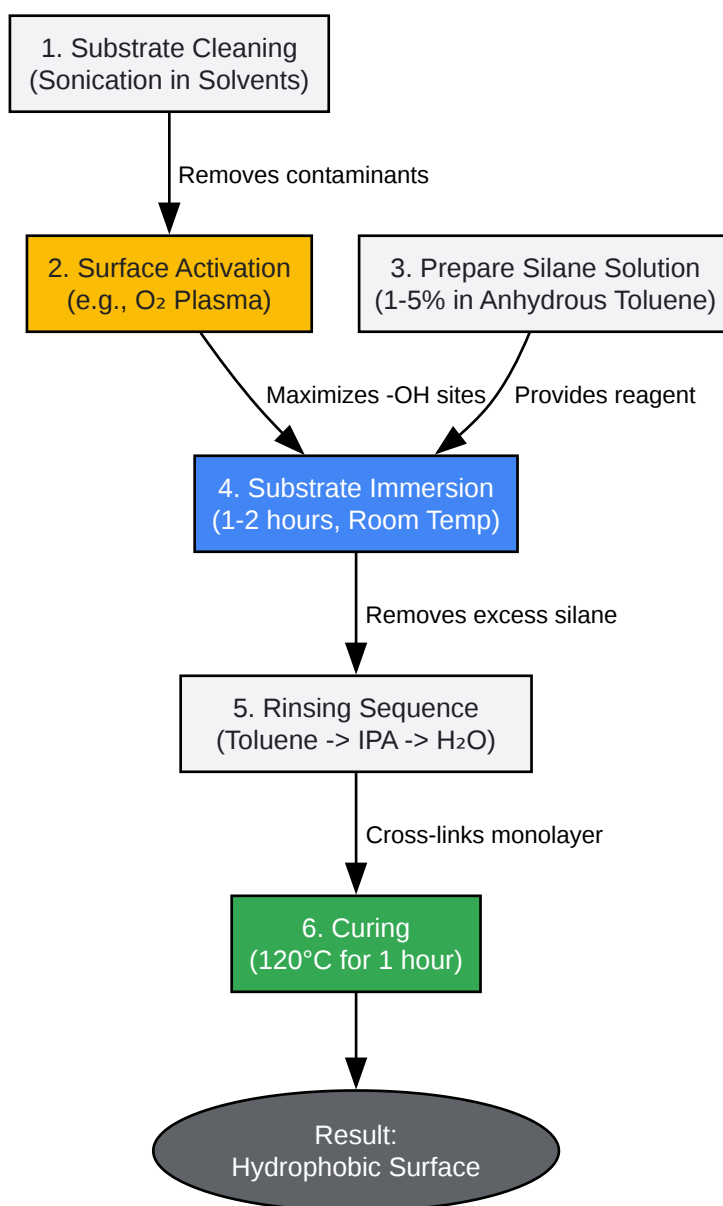 1. Substrate Cleaning
(Sonication in Solvents)
Removes contaminants
2. Surface Activation
(e.g., O₂ Plasma)
3. Prepare Silane Solution
(1-5% in Anhydrous Toluene)
Maximizes -OH sites
Provides reagent
4. Substrate Immersion
(1-2 hours, Room Temp)
Removes excess silane
5. Rinsing Sequence
(Toluene -> IPA -> H₂O)
Cross-links monolayer
6. Curing
(120°C for 1 hour)
Result:
Hydrophobic Surface